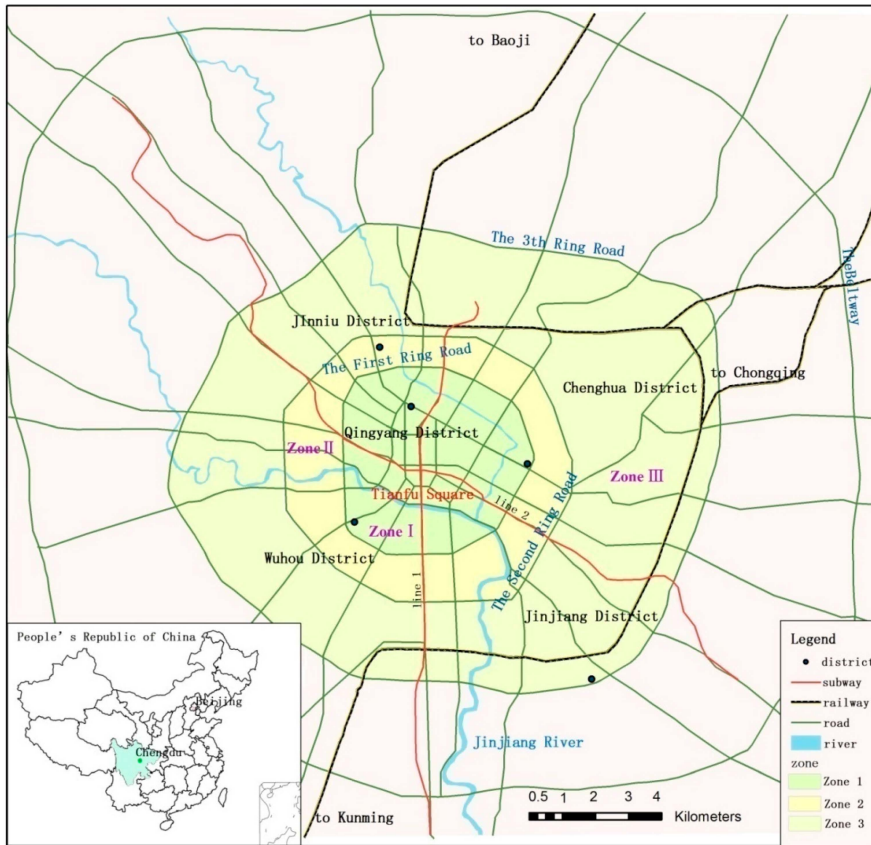 to Baoji
The 3th Ring Road
TheBeltway
JInniu District
The First Ring Road
to Chongqing
Chenghua District
Qingyang District
Zone Ⅱ
Zone Ⅲ
Tianfu Square
line 2
Zone Ⅰ
The Second Ring Road
Wuhou District
line 1
Jinjiang District
People's Republic of China
Beijing
Chengdu
Jinjiang River
to Kunming
0.5 1 2 3 4
Kilometers
Legend
district
subway
railway
road
river
zone
Zone 1
Zone 2
Zone 3